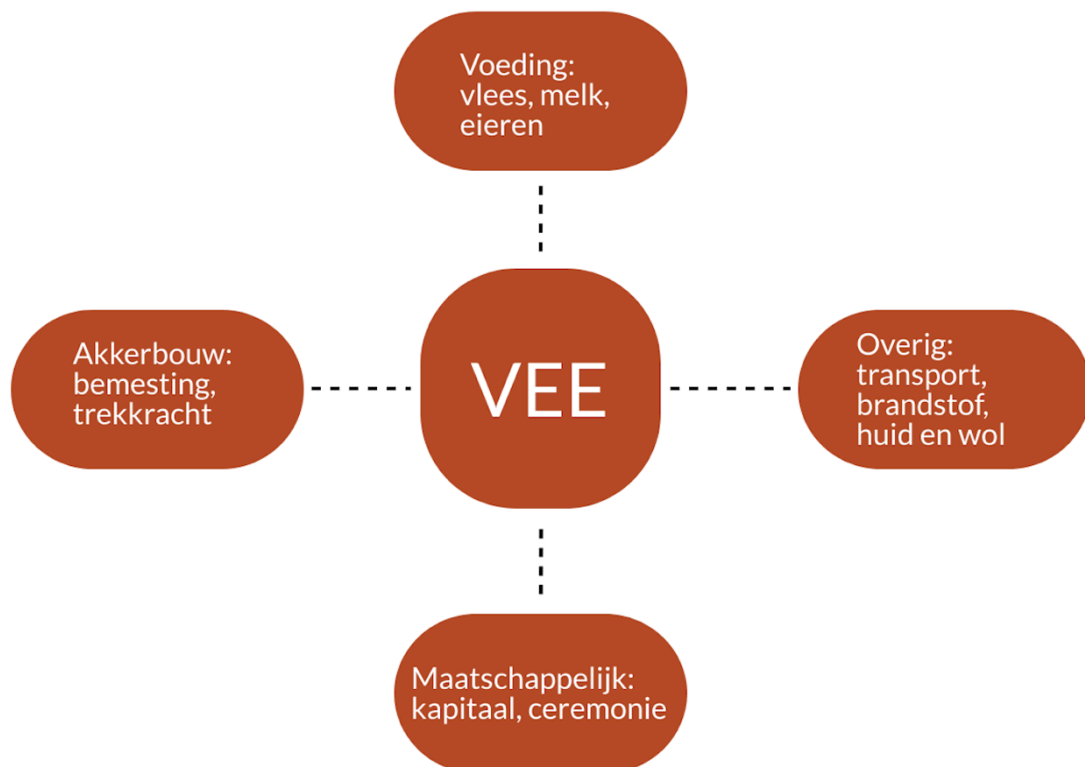 Voeding:
vlees, melk,
eieren
Akkerbouw:
bemesting,
trekkracht
VEE
Overig:
transport,
brandstof,
huid en wol
Maatschappelijk:
kapitaal, ceremonie